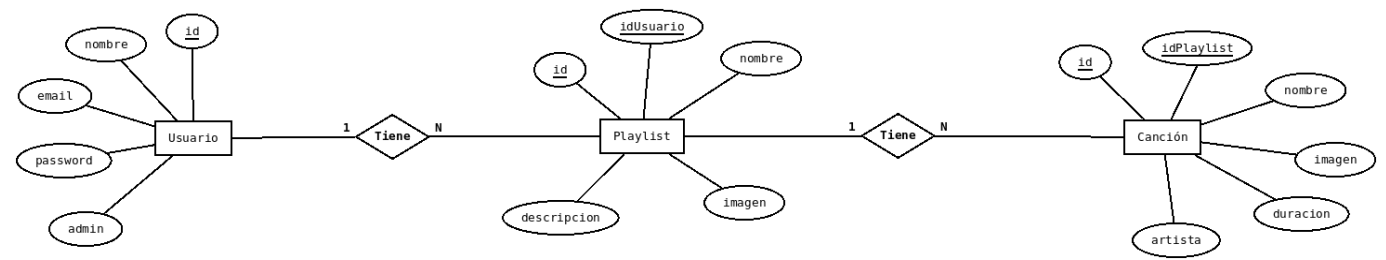 id
nombre
email
password
admin
Usuario
1
Tiene
N
idUsuario
id
nombre
Playlist
descripcion
imagen
1
Tiene
N
id
idPlaylist
nombre
Canción
imagen
duracion
artista